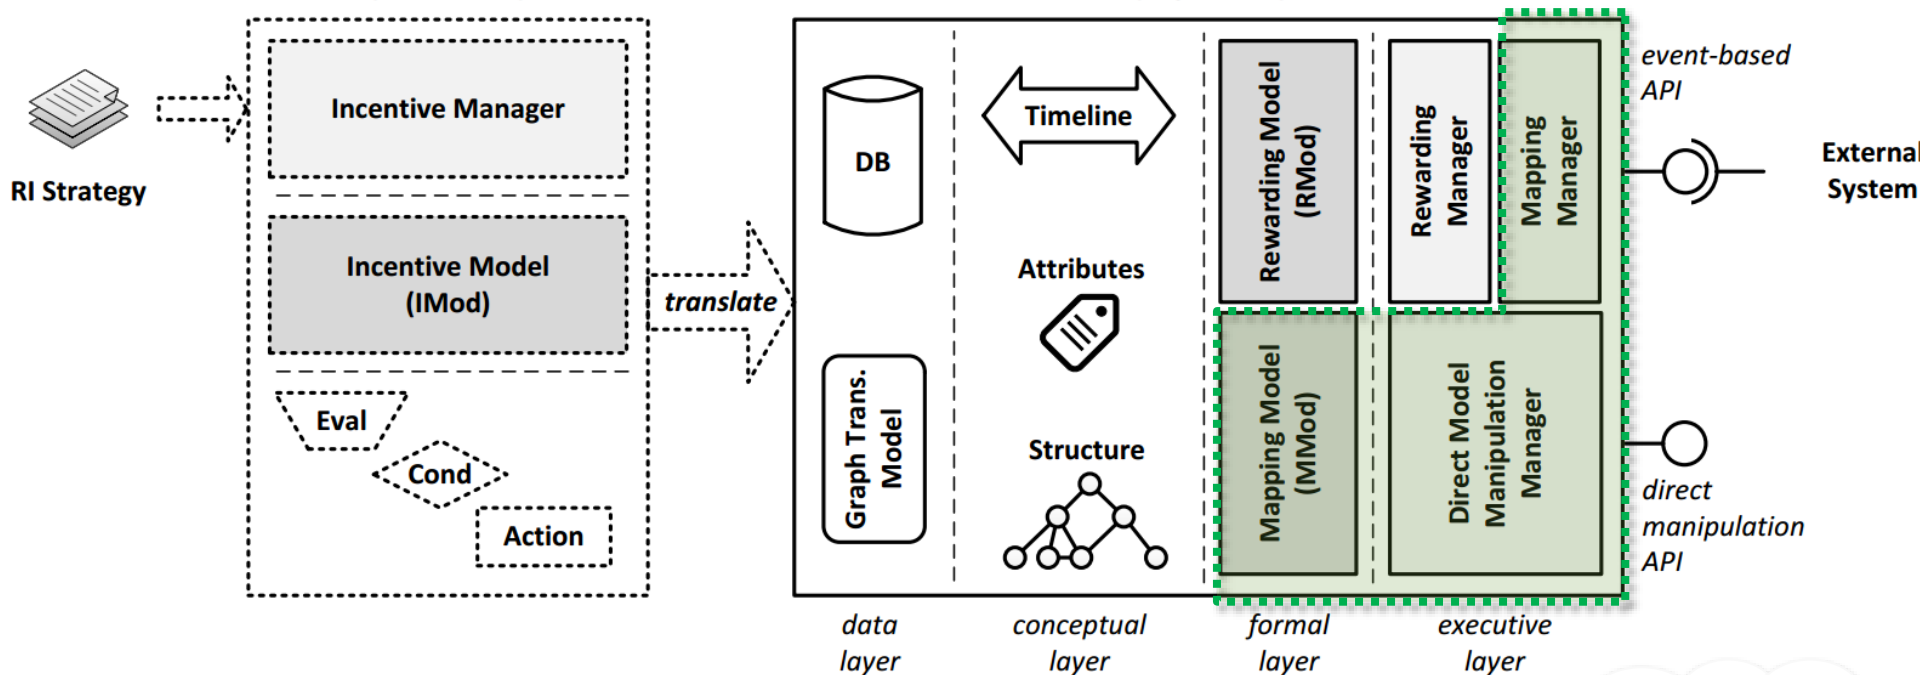 RI Strategy
Incentive Manager
Incentive Model
(IMod)
Eval
Cond
Action
translate
DB
Graph Trans.
Model
Timeline
Attributes
Structure
Rewarding Model
(RMod)
Mapping Model
(MMod)
Rewarding
Manager
Mapping
Manager
Direct Model
Manipulation
Manager
event-based
API
External
System
direct
manipulation
API
data
layer
conceptual
layer
formal
layer
executive
layer